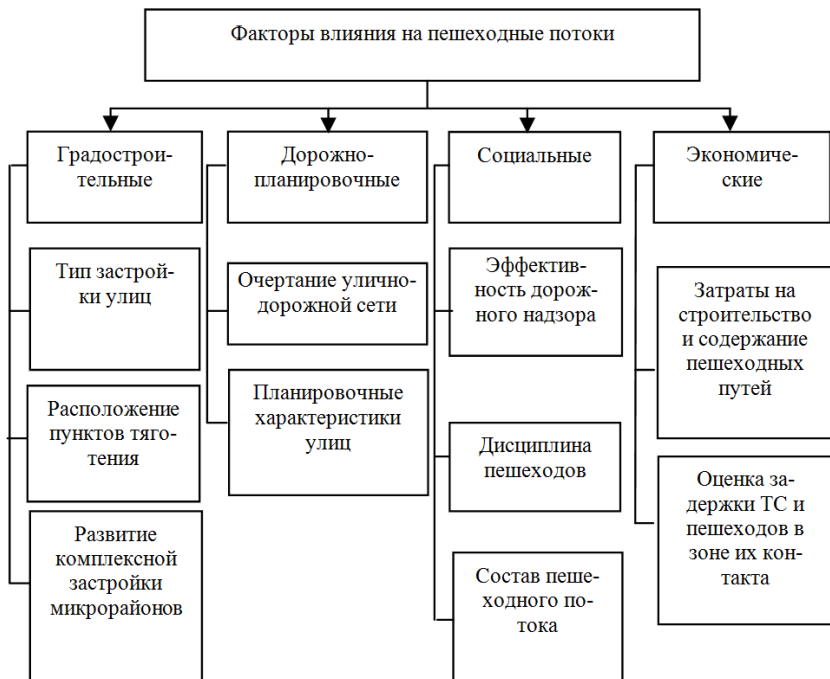 Факторы влияния на пешеходные потоки
Градострои-
тельные
Дорожно-
планировочные
Социальные
Экономиче-
ские
Тип застрой-
ки улиц
Очертание улично-
дорожной сети
Эффектив-
ность дорож-
ного надзора
Затраты на
строительство
и содержание
пешеходных
путей
Расположение
пунктов тяго-
тения
Планировочные
характеристики
улиц
Дисциплина
пешеходов
Оценка за-
держки ТС и
пешеходов в
зоне их кон-
такта
Развитие
комплексной
застройки
микрорайонов
Состав пеше-
ходного по-
тока